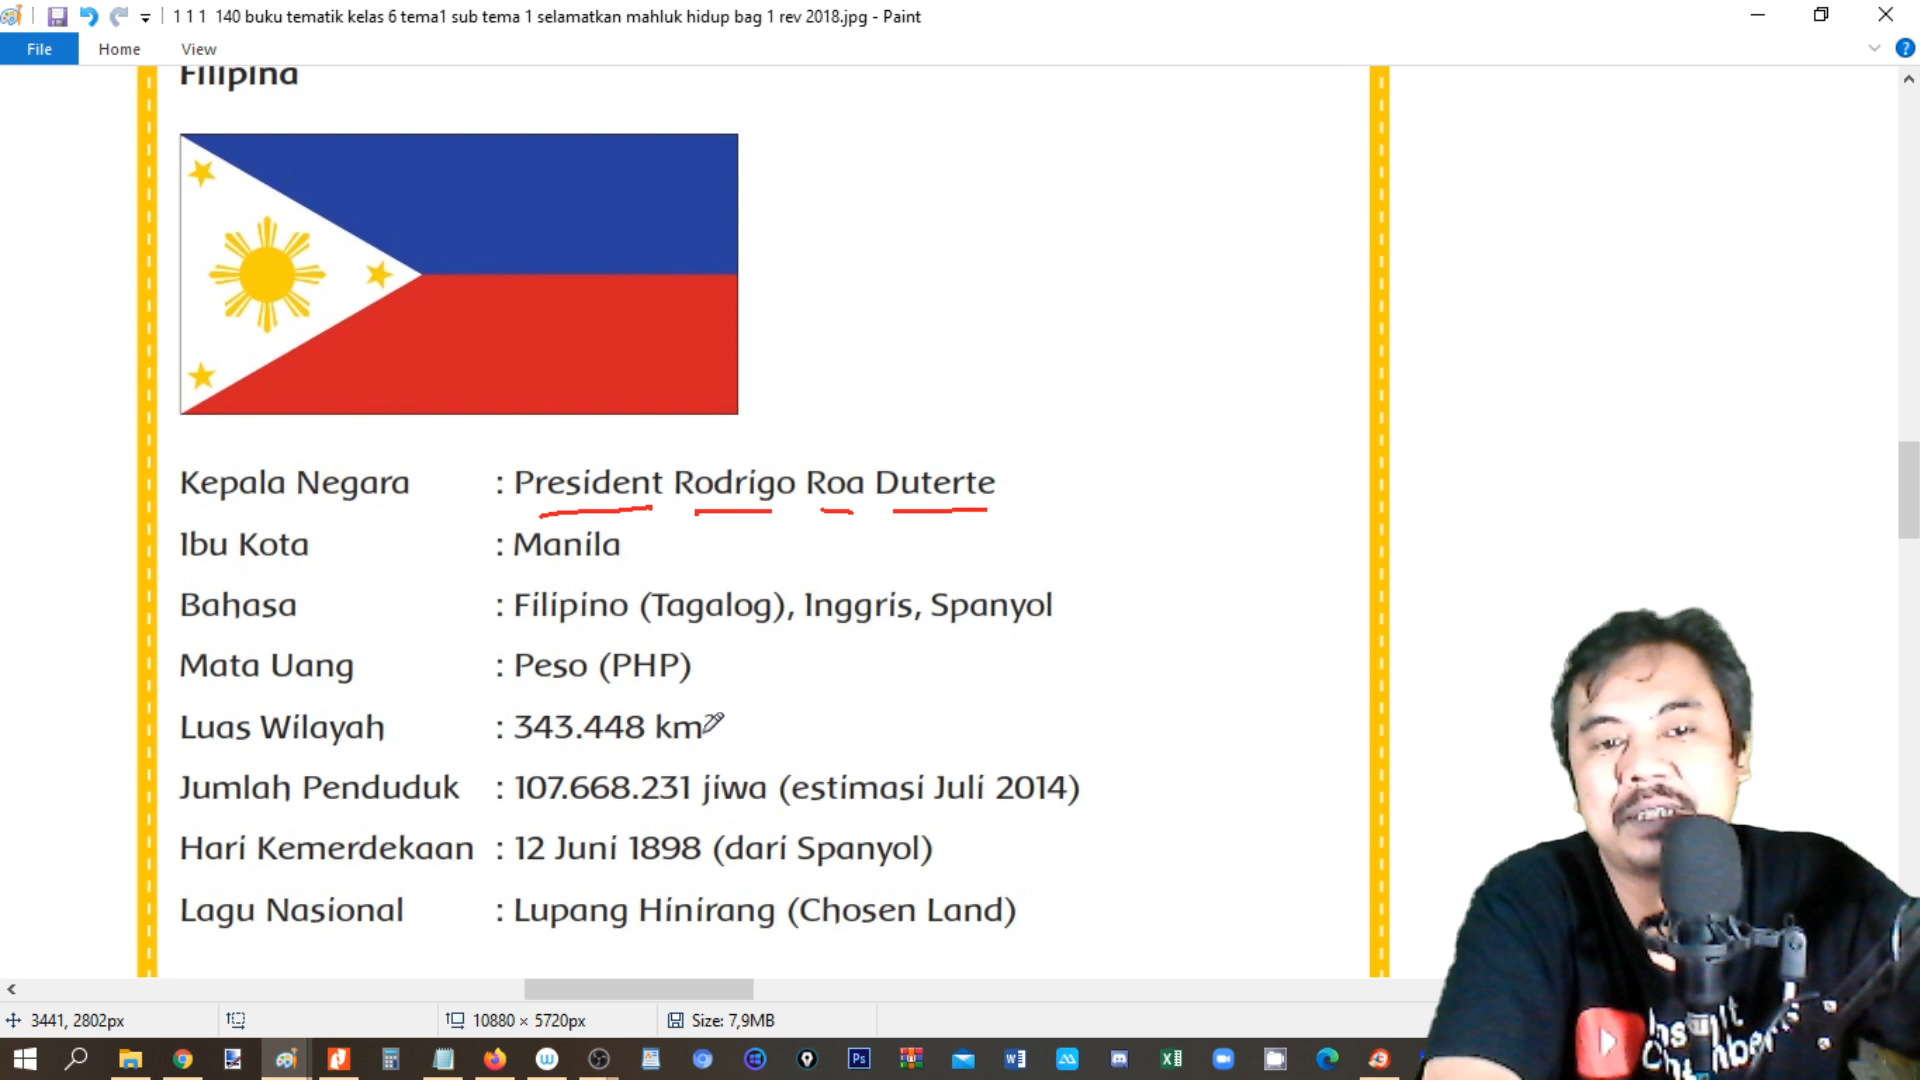 1 1 1 140 buku tematik kelas 6 tema1 sub tema 1 selamatkan mahluk hidup bag 1 rev 2018.jpg - Paint
File Home View
Filipina
Kepala Negara : President Rodrigo Roa Duterte
Ibu Kota : Manila
Bahasa : Filipino (Tagalog), Inggris, Spanyol
Mata Uang : Peso (PHP)
Luas Wilayah : 343.448 km
Jumlah Penduduk : 107.668.231 jiwa (estimasi Juli 2014)
Hari Kemerdekaan : 12 Juni 1898 (dari Spanyol)
Lagu Nasional : Lupang Hinirang (Chosen Land)
3441, 2802px 10880 × 5720px Size: 7,9MB